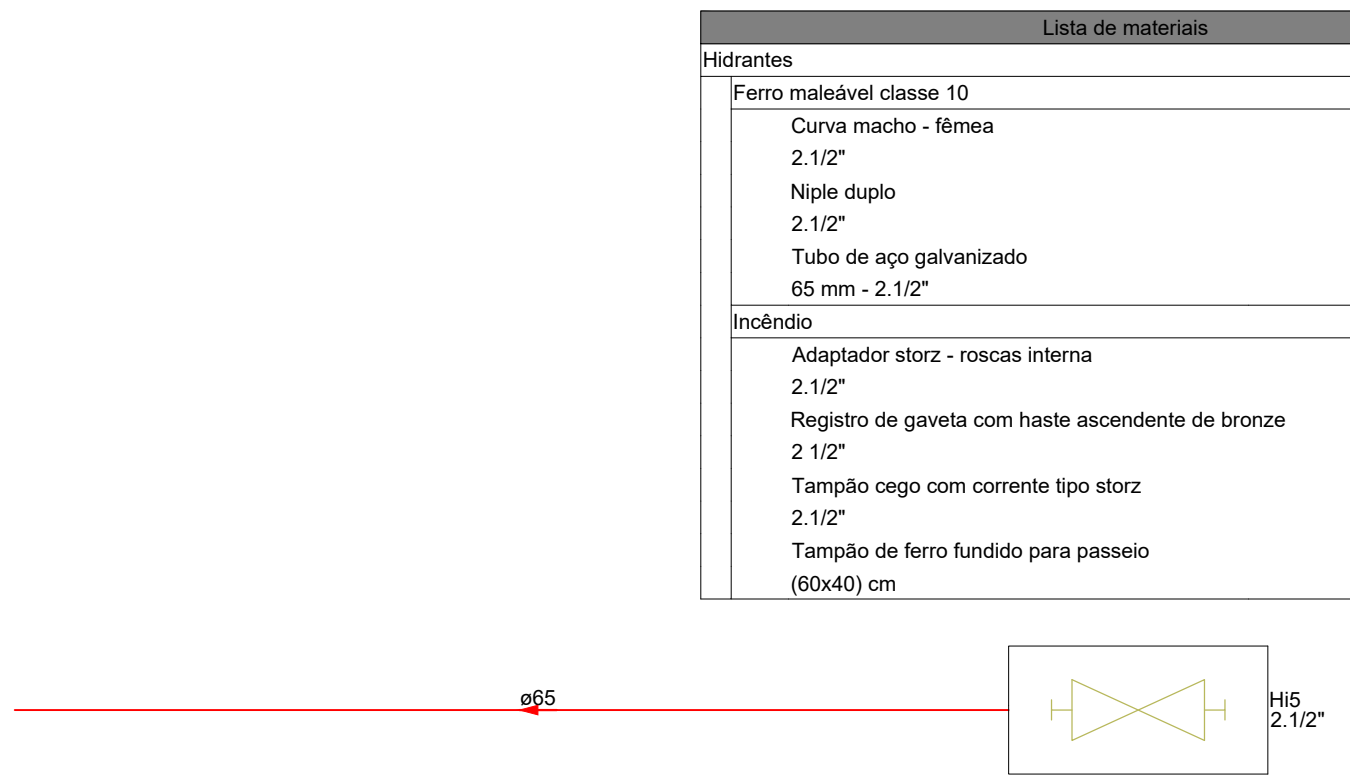 Lista de materiais
Hidrantes
Ferro maleável classe 10
Curva macho - fêmea
2.1/2"
Niple duplo
2.1/2"
Tubo de aço galvanizado
65 mm - 2.1/2"
Incêndio
Adaptador storz - roscas interna
2.1/2"
Registro de gaveta com haste ascendente de bronze
2 1/2"
Tampão cego com corrente tipo storz
2.1/2"
Tampão de ferro fundido para passeio
(60x40) cm
ø65
Hi5
2.1/2"